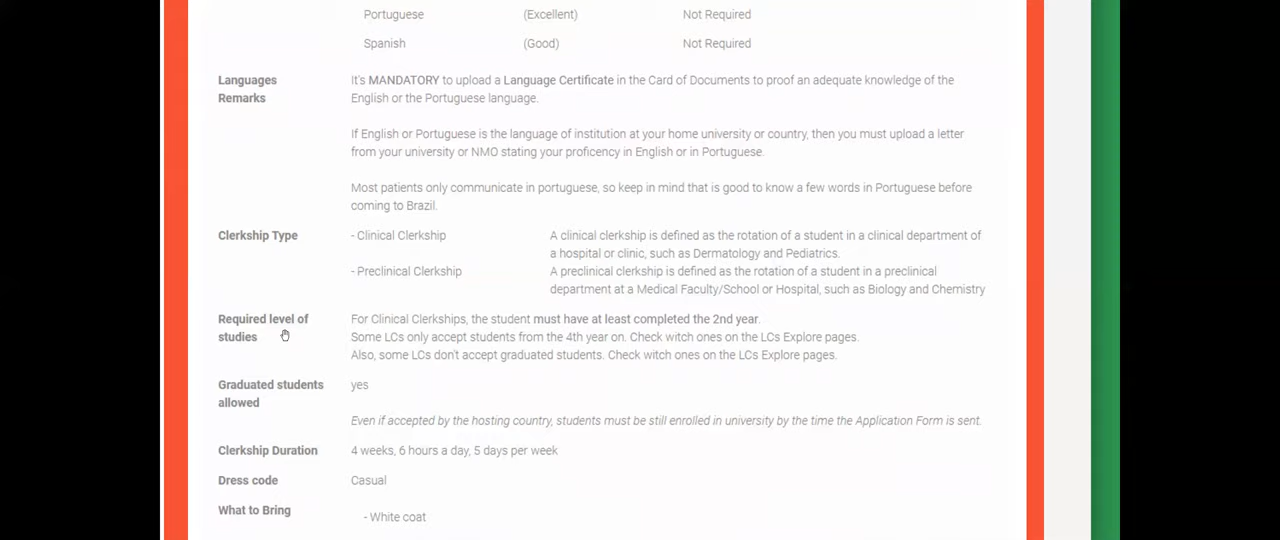 Portuguese (Excellent) Not Required
Spanish (Good) Not Required
Languages Remarks
It's MANDATORY to upload a Language Certificate in the Card of Documents to proof an adequate knowledge of the
English or the Portuguese language.
If English or Portuguese is the language of institution at your home university or country, then you must upload a letter
from your university or NMO stating your proficency in English or in Portuguese.
Most patients only communicate in portuguese, so keep in mind that is good to know a few words in Portuguese before
coming to Brazil.
Clerkship Type
- Clinical Clerkship
A clinical clerkship is defined as the rotation of a student in a clinical department of
a hospital or clinic, such as Dermatology and Pediatrics.
- Preclinical Clerkship
A preclinical clerkship is defined as the rotation of a student in a preclinical
department at a Medical Faculty/School or Hospital, such as Biology and Chemistry
Required level of
studies
For Clinical Clerkships, the student must have at least completed the 2nd year.
Some LCs only accept students from the 4th year on. Check witch ones on the LCs Explore pages.
Also, some LCs don't accept graduated students. Check witch ones on the LCs Explore pages.
Graduated students
allowed
yes
Even if accepted by the hosting country, students must be still enrolled in university by the time the Application Form is sent.
Clerkship Duration 4 weeks, 6 hours a day, 5 days per week
Dress code Casual
What to Bring
- White coat